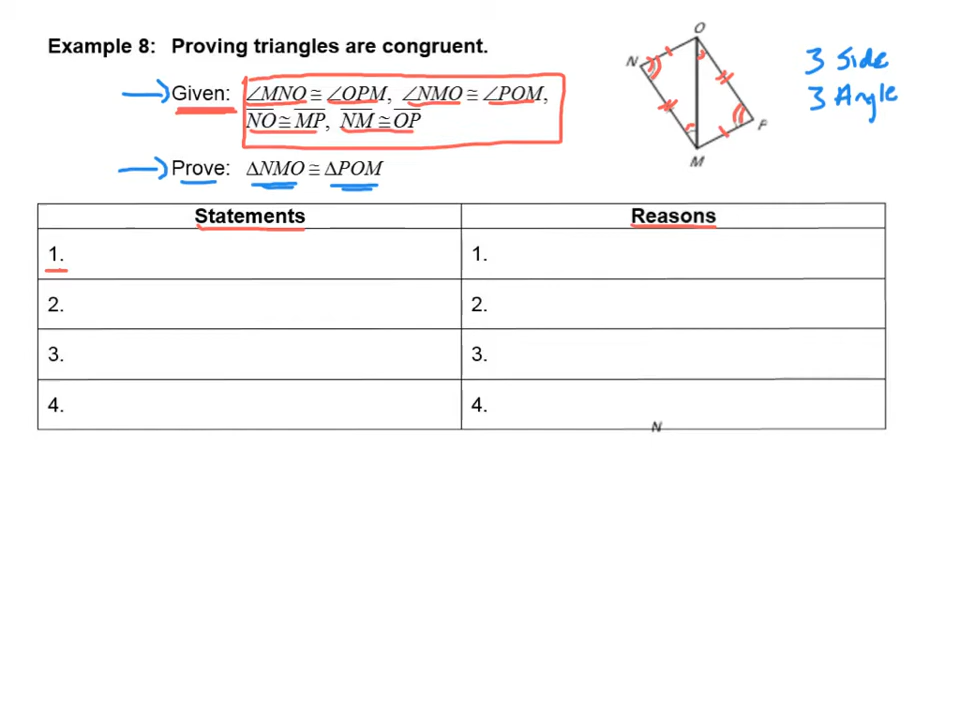 Example 8: Proving triangles are congruent.
Given: ∠MNO ≅ ∠OPM, ∠NMO ≅ ∠POM,
NO ≅ MP, NM ≅ OP
Prove: ΔNMO ≅ ΔPOM
O
N
P
M
3 Side
3 Angle
Statements Reasons
1. 1.
2. 2.
3. 3.
4. 4.
N